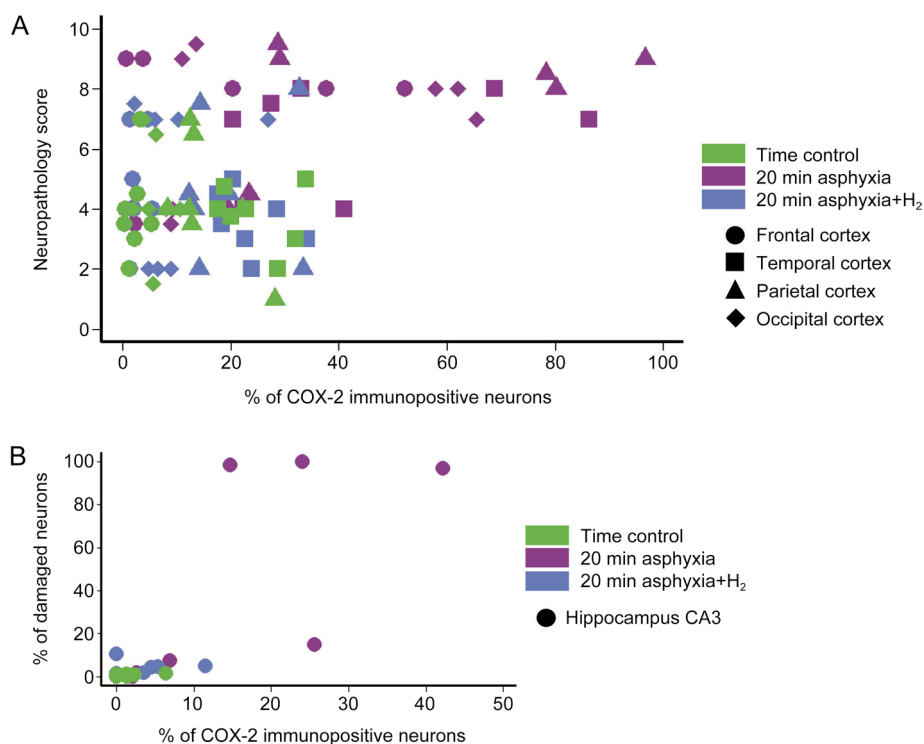 A
10
8
6
4
2
0
Neuropathology score
0 20 40 60 80 100
% of COX-2 immunopositive neurons
Time control
20 min asphyxia
20 min asphyxia+H₂
Frontal cortex
Temporal cortex
Parietal cortex
Occipital cortex
B
100
80
60
40
20
0
% of damaged neurons
0 10 20 30 40 50
% of COX-2 immunopositive neurons
Time control
20 min asphyxia
20 min asphyxia+H₂
Hippocampus CA3